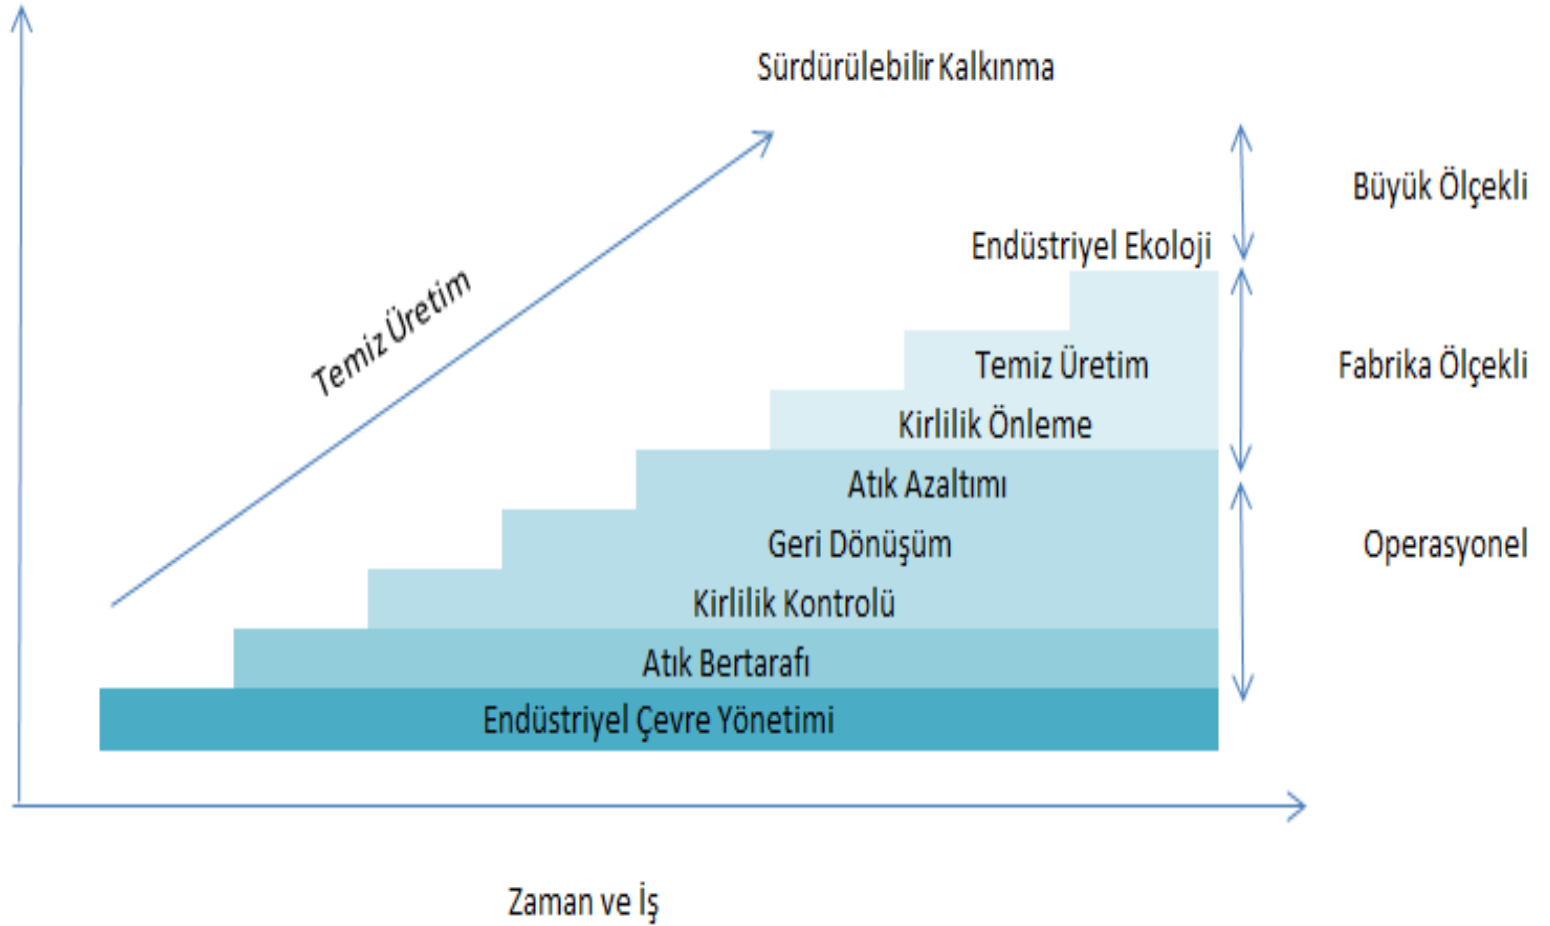 Sürdürülebilir Kalkınma
Büyük Ölçekli
Endüstriyel Ekoloji
Temiz Üretim
Temiz Üretim
Fabrika Ölçekli
Kirlilik Önleme
Atık Azaltımı
Geri Dönüşüm
Operasyonel
Kirlilik Kontrolü
Atık Bertarafı
Endüstriyel Çevre Yönetimi
Zaman ve İş